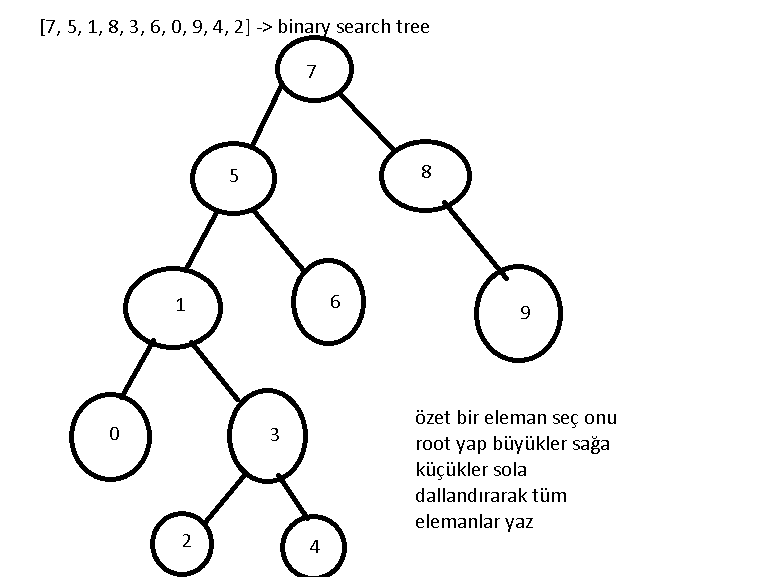 [7, 5, 1, 8, 3, 6, 0, 9, 4, 2] -> binary search tree
7
5
8
1
6
9
0
3
2
4
özet bir eleman seç onu
root yap büyükler sağa
küçükler sola
dallandırarak tüm
elemanlar yaz